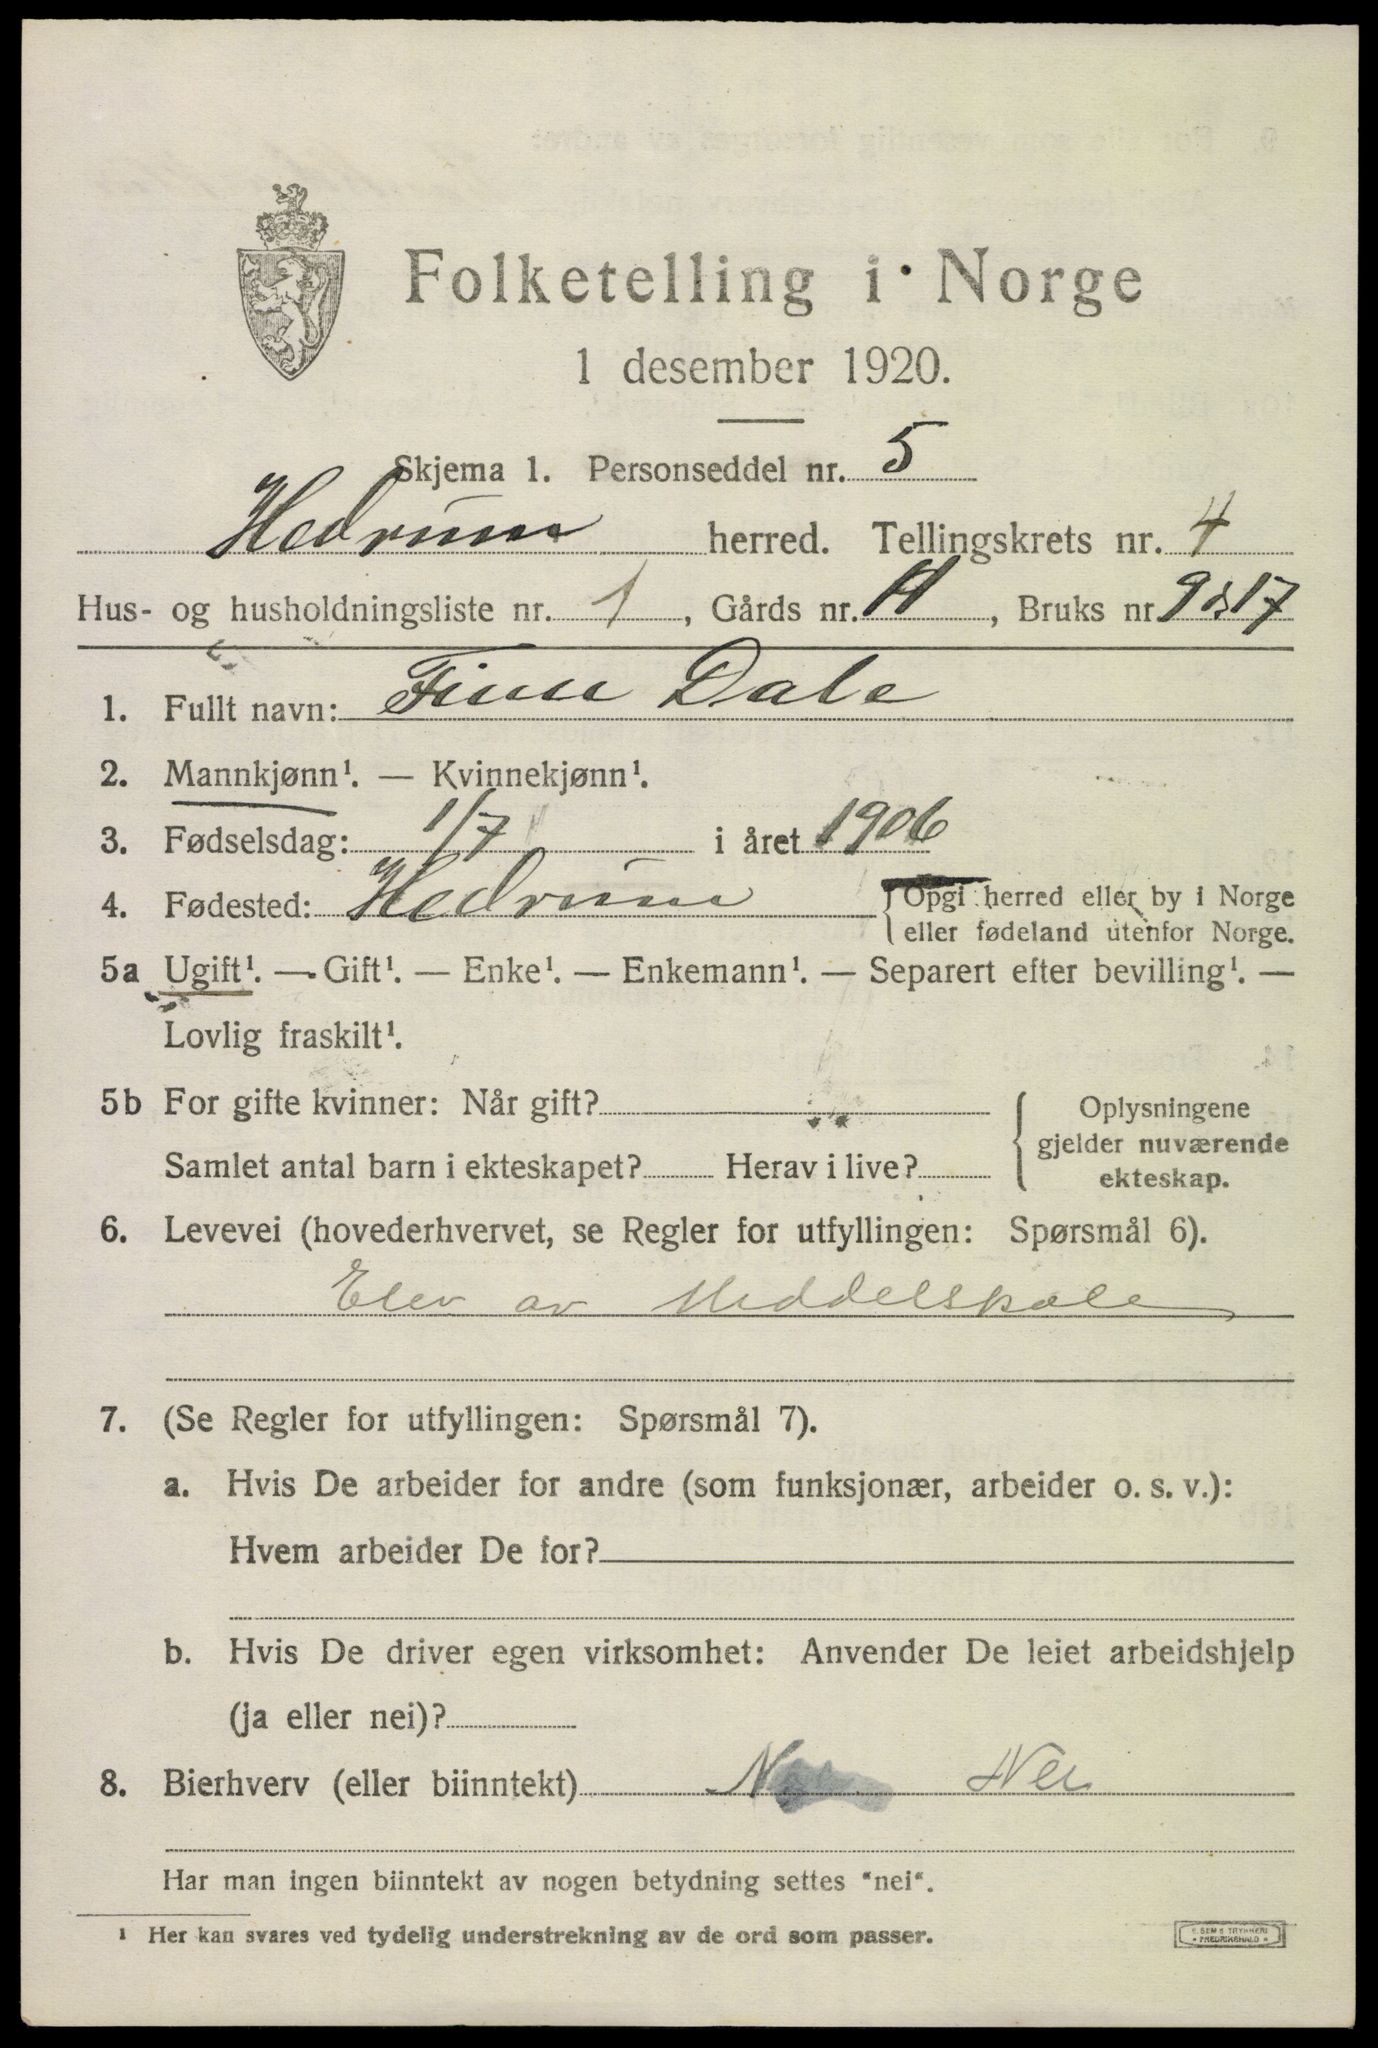 Folketelling i Norge
1 desember 1920.
Skjema 1. Personseddel nr. 5
Hedrum herred. Tellingskrets nr. 4
Hus- og husholdningsliste nr. 1, Gårds nr. , Bruks nr. 9 17
1. Fullt navn: Finn Dale
2. Mannkjønn¹. — Kvinnekjønn¹.
3. Fødselsdag: 1/7 i året 1906
4. Fødested: Hedrum {Opgi herred eller by i Norge
eller fødeland utenfor Norge.
5a Ugift¹. — Gift¹. — Enke¹. — Enkemann¹. — Separert efter bevilling¹. —
Lovlig fraskilt¹.
5b For gifte kvinner: Når gift?
Samlet antal barn i ekteskapet? Herav i live?
{Oplysningene
gjelder nuværende
ekteskap.
6. Levevei (hovederhvervet, se Regler for utfyllingen: Spørsmål 6).
Elev av Middelskole
7. (Se Regler for utfyllingen: Spørsmål 7).
a. Hvis De arbeider for andre (som funksjonær, arbeider o. s. v.):
Hvem arbeider De for?
b. Hvis De driver egen virksomhet: Anvender De leiet arbeidshjelp
(ja eller nei)?
8. Bierhverv (eller biinntekt) Nei
Har man ingen biinntekt av nogen betydning settes "nei".
¹ Her kan svares ved tydelig understrekning av de ord som passer.
E. SEM'S TRYKKERI
* FREDRIKSHALD *